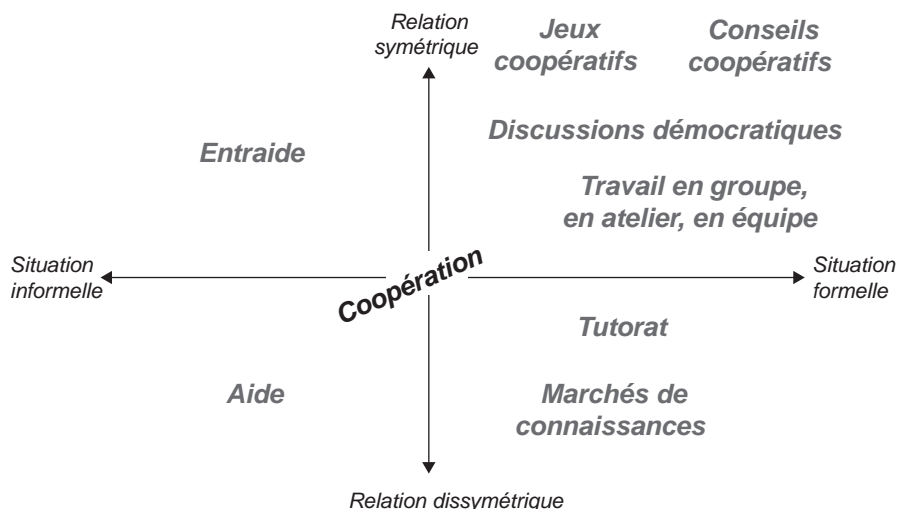 Relation
symétrique
Jeux
coopératifs
Conseils
coopératifs
Discussions démocratiques
Entraide
Travail en groupe,
en atelier, en équipe
Situation
informelle
Coopération
Situation
formelle
Tutorat
Aide
Marchés de
connaissances
Relation dissymétrique